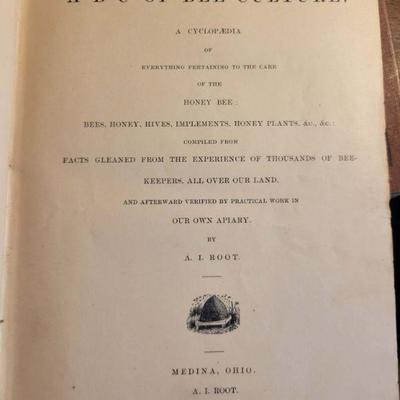 A B C OF BEE CULTURE:
A CYCLOPÆDIA
OF
EVERYTHING PERTAINING TO THE CARE
OF THE
HONEY BEE:
BEES, HONEY, HIVES, IMPLEMENTS, HONEY PLANTS, &c., &c.;
COMPILED FROM
FACTS GLEANED FROM THE EXPERIENCE OF THOUSANDS OF BEE-
KEEPERS, ALL OVER OUR LAND,
AND AFTERWARD VERIFIED BY PRACTICAL WORK IN
OUR OWN APIARY.
BY
A. I. ROOT.
MEDINA, OHIO.
A. I. ROOT.